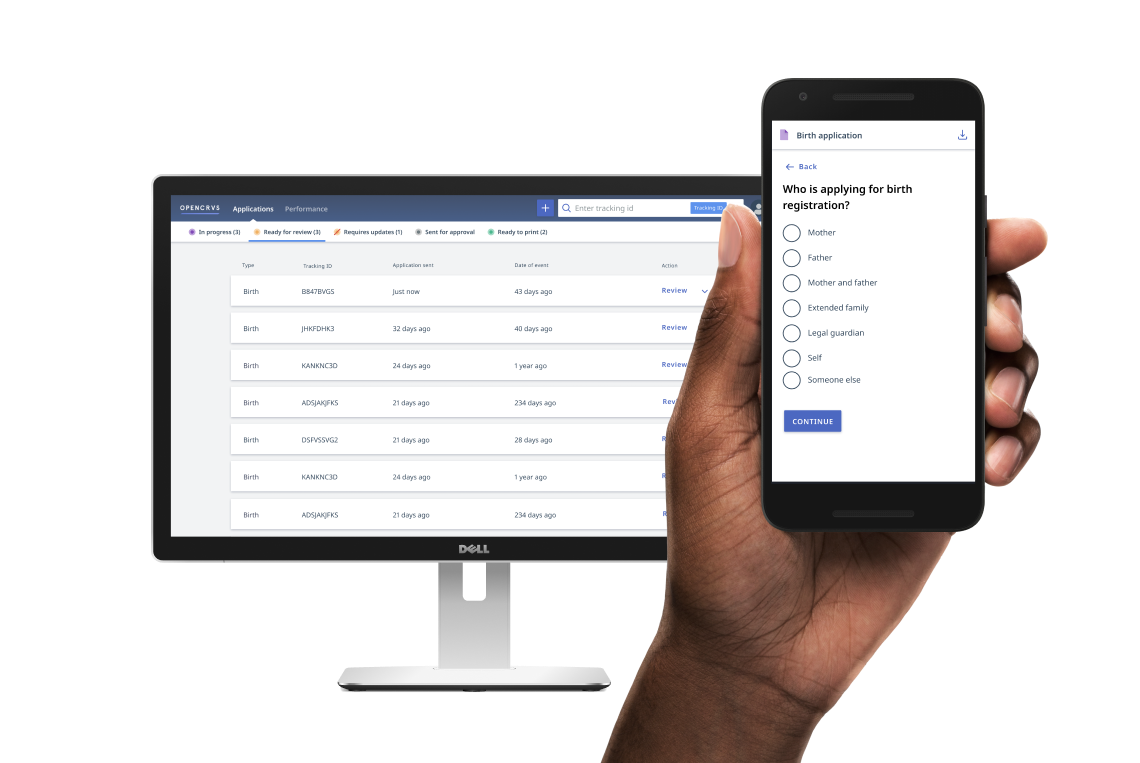 OPENCRVS Applications Performance + Enter tracking id Tracking ID
In progress (3) Ready for review (3) Requires updates (1) Sent for approval Ready to print (2)
Type Tracking ID Application sent Date of event Action
Birth B847BVGS Just now 43 days ago Review
Birth JHKFDHK3 32 days ago 40 days ago Review
Birth KANKNC3D 24 days ago 1 year ago Review
Birth ADSJAKJFKS 21 days ago 234 days ago
Birth DSFVSSVG2 21 days ago 28 days ago
Birth KANKNC3D 24 days ago 1 year ago
Birth ADSJAKJFKS 21 days ago 234 days ago
DELL
Birth application
Back
Who is applying for birth
registration?
Mother
Father
Mother and father
Extended family
Legal guardian
Self
Someone else
CONTINUE